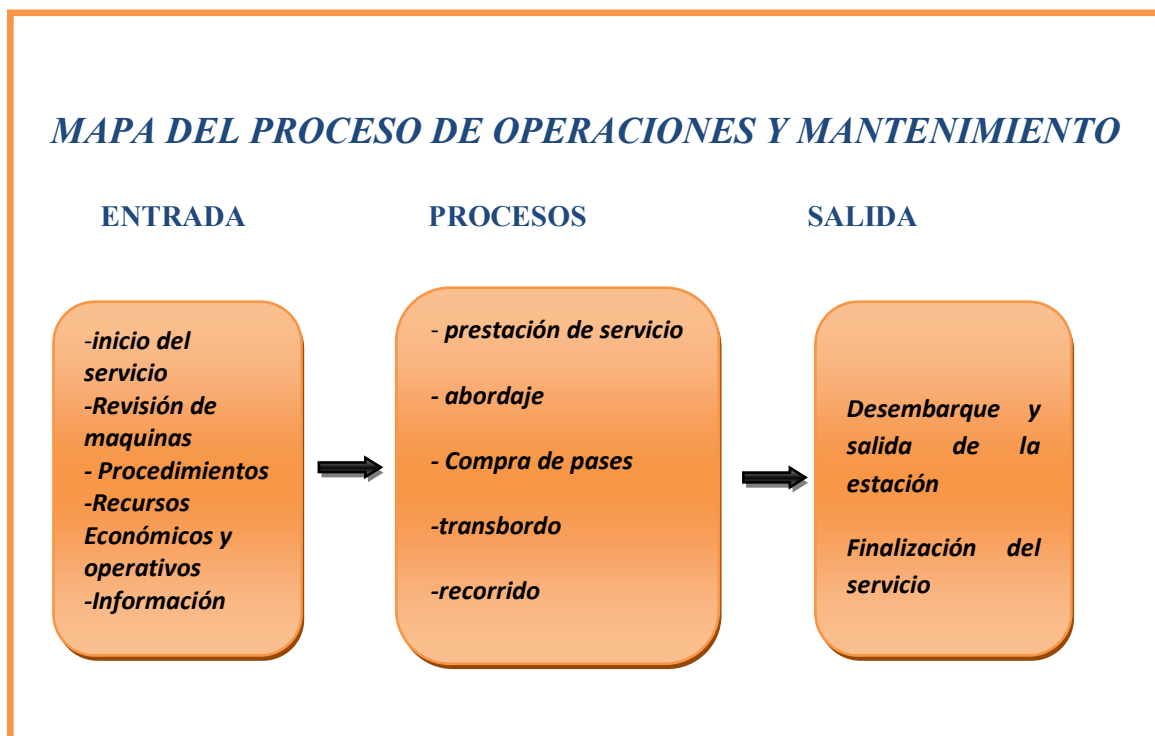 MAPA DEL PROCESO DE OPERACIONES Y MANTENIMIENTO
ENTRADA
PROCESOS
SALIDA
-inicio del
servicio
-Revisión de
maquinas
- Procedimientos
-Recursos
Económicos y
operativos
-Información
- prestación de servicio
- abordaje
- Compra de pases
-transbordo
-recorrido
Desembarque y
salida de la
estación
Finalización del
servicio